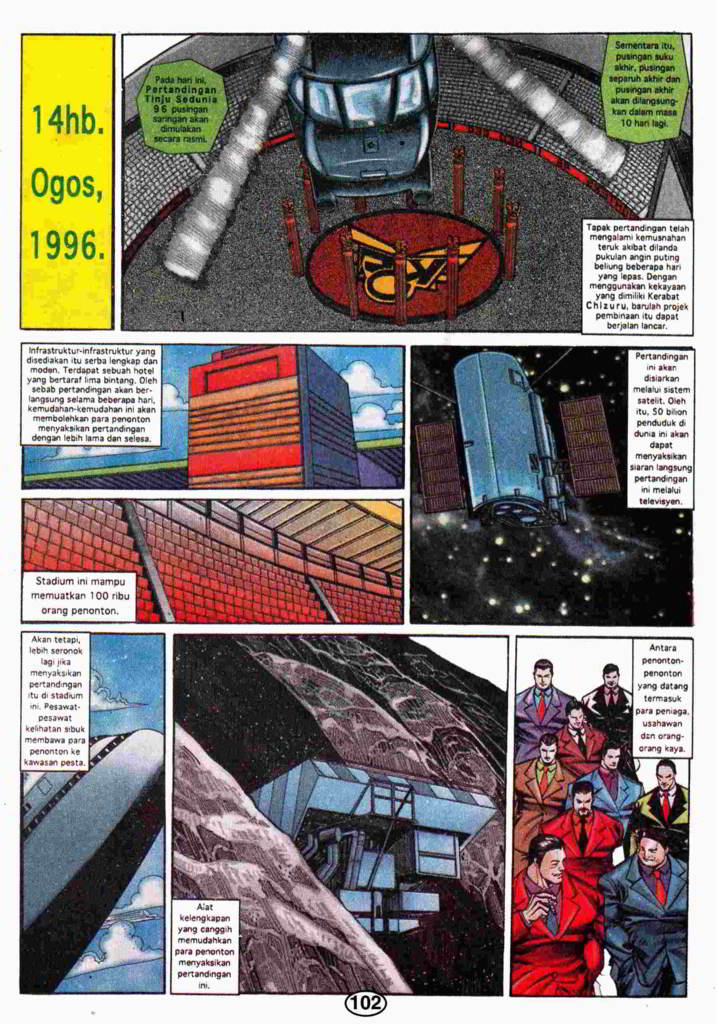 14hb.
Ogos,
1996.
Pada hari ini,
Pertandingan
Tinju Sedunia
96 pusingan
saringan akan
dimulakan
secara rasmi.
Sementara itu,
pusingan suku
akhir, pusingan
separuh akhir dan
pusingan akhir
akan dilangsung-
kan dalam masa
10 hari lagi.
Tapak pertandingan telah
mengalami kemusnahan
teruk akibat dilanda
pukulan angin puting
beliung beberapa hari
yang lepas. Dengan
menggunakan kekayaan
yang dimiliki Kerabat
Chizuru, barulah projek
pembinaan itu dapat
berjalan lancar.
Infrastruktur-infrastruktur yang
disediakan itu serba lengkap dan
moden. Terdapat sebuah hotel
yang bertaraf lima bintang. Oleh
sebab pertandingan akan ber-
langsung selama beberapa hari,
kemudahan-kemudahan ini akan
membolehkan para penonton
menyaksikan pertandingan
dengan lebih lama dan selesa.
Pertandingan
ini akan
disiarkan
melalui sistem
satelit. Oleh
itu, 50 bilion
penduduk di
dunia ini akan
dapat
menyaksikan
siaran langsung
pertandingan
ini melalui
televisyen.
Stadium ini mampu
memuatkan 100 ribu
orang penonton.
Akan tetapi,
lebih seronok
lagi jika
menyaksikan
pertandingan
itu di stadium
ini. Pesawat-
pesawat
kelihatan sibuk
membawa para
penonton ke
kawasan pesta.
Alat
kelengkapan
yang canggih
memudahkan
para penonton
menyaksikan
pertandingan
ini.
Antara
penonton-
penonton
yang datang
termasuk
para peniaga,
usahawan
dan orang-
orang kaya.
102